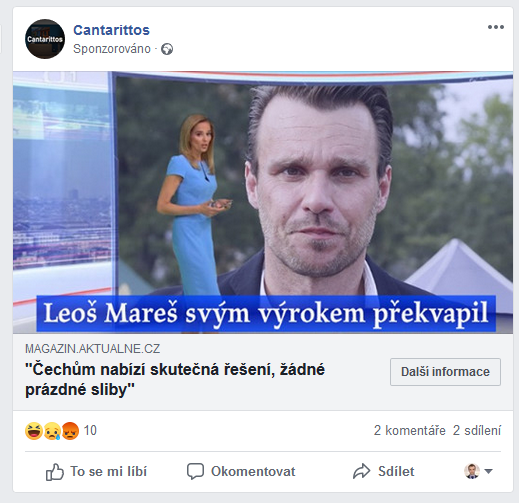 Cantarittos
Cantarittos
Sponzorováno ·
Leoš Mareš svým výrokem překvapil
MAGAZIN.AKTUALNE.CZ
"Čechům nabízí skutečná řešení, žádné
prázdné sliby"
Další informace
10
2 komentáře 2 sdílení
To se mi líbí
Okomentovat
Sdílet